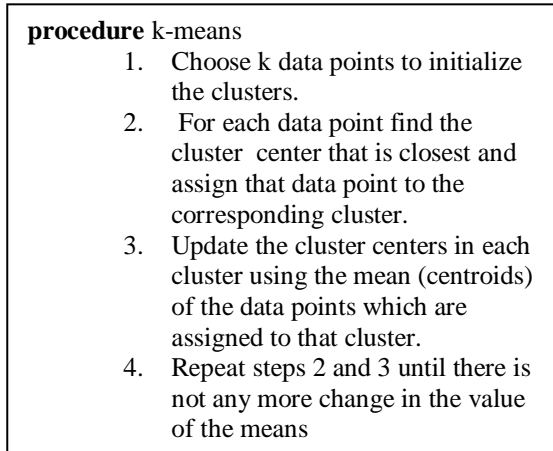 procedure k-means
1. Choose k data points to initialize
the clusters.
2. For each data point find the
cluster center that is closest and
assign that data point to the
corresponding cluster.
3. Update the cluster centers in each
cluster using the mean (centroids)
of the data points which are
assigned to that cluster.
4. Repeat steps 2 and 3 until there is
not any more change in the value
of the means